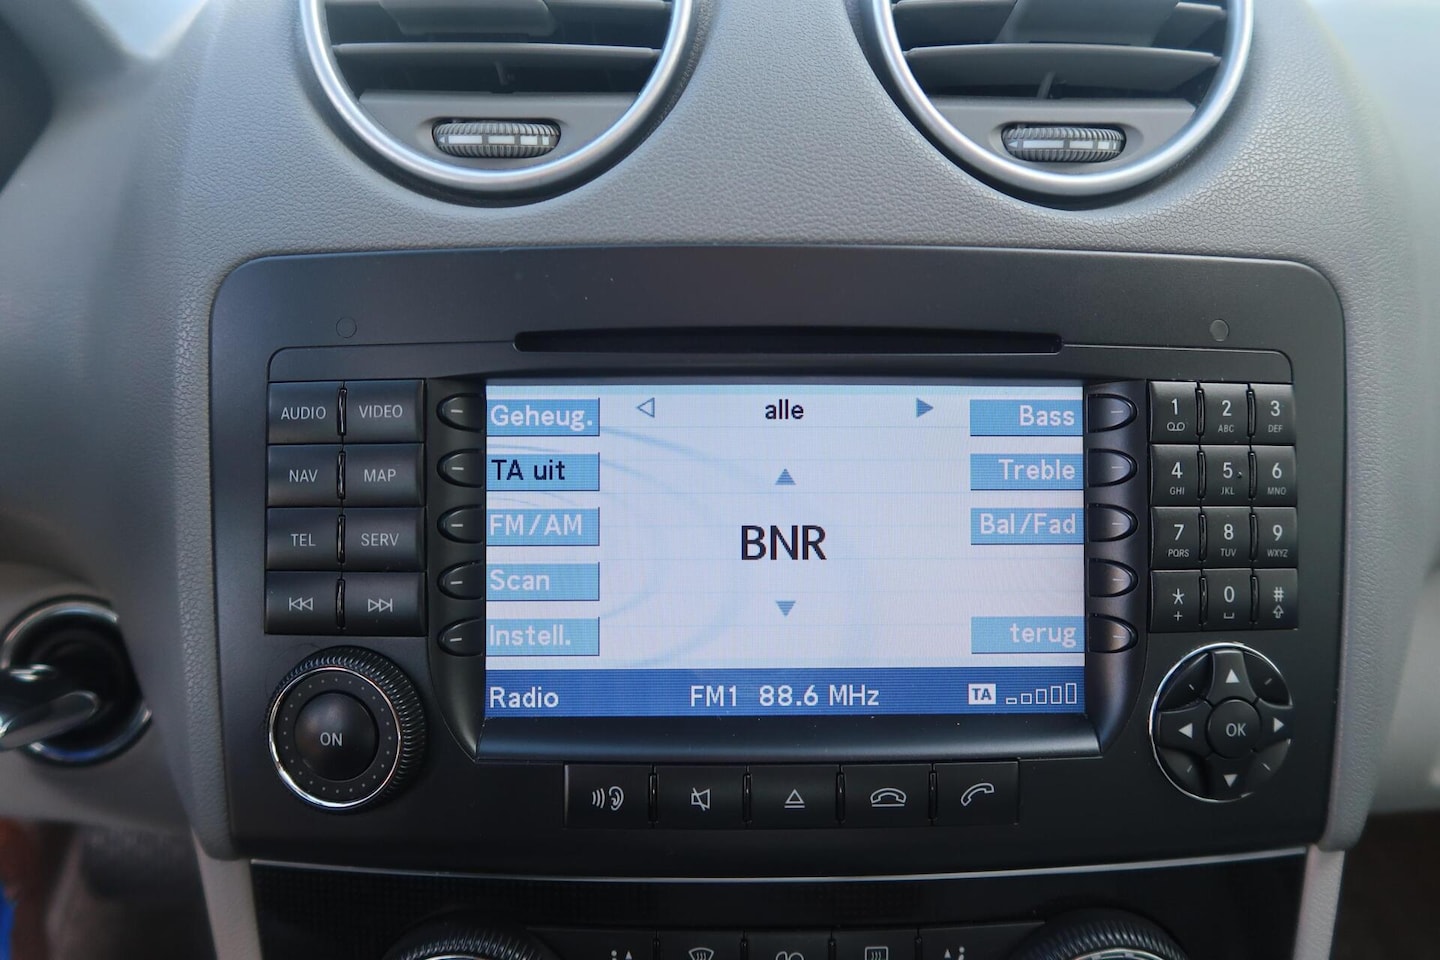 Geheug.
alle
Bass
TA uit
Treble
FM/AM
BNR
Bal/Fad
Scan
Instell.
terug
Radio
FM1 88.6 MHz
TA
AUDIO
VIDEO
NAV
MAP
TEL
SERV
ON
1
2 ABC
3 DEF
4 GHI
5 JKL
6 MNO
7 PQRS
8 TUV
9 WXYZ
*
+
0
#
OK